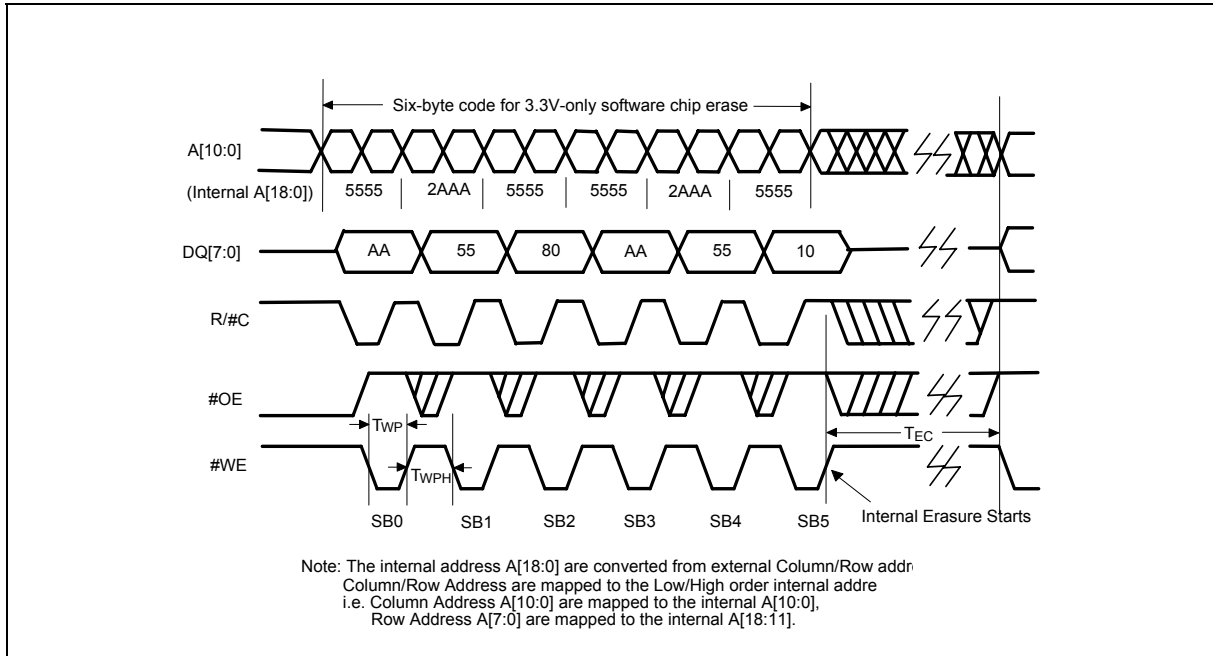 Six-byte code for 3.3V-only software chip erase
A[10:0]
(Internal A[18:0])
5555 2AAA 5555 5555 2AAA 5555
DQ[7:0]
AA 55 80 AA 55 10
R/#C
#OE
TWP
TEC
#WE
TWPH
SB0 SB1 SB2 SB3 SB4 SB5
Internal Erasure Starts
Note: The internal address A[18:0] are converted from external Column/Row addr
Column/Row Address are mapped to the Low/High order internal addre
i.e. Column Address A[10:0] are mapped to the internal A[10:0],
Row Address A[7:0] are mapped to the internal A[18:11].